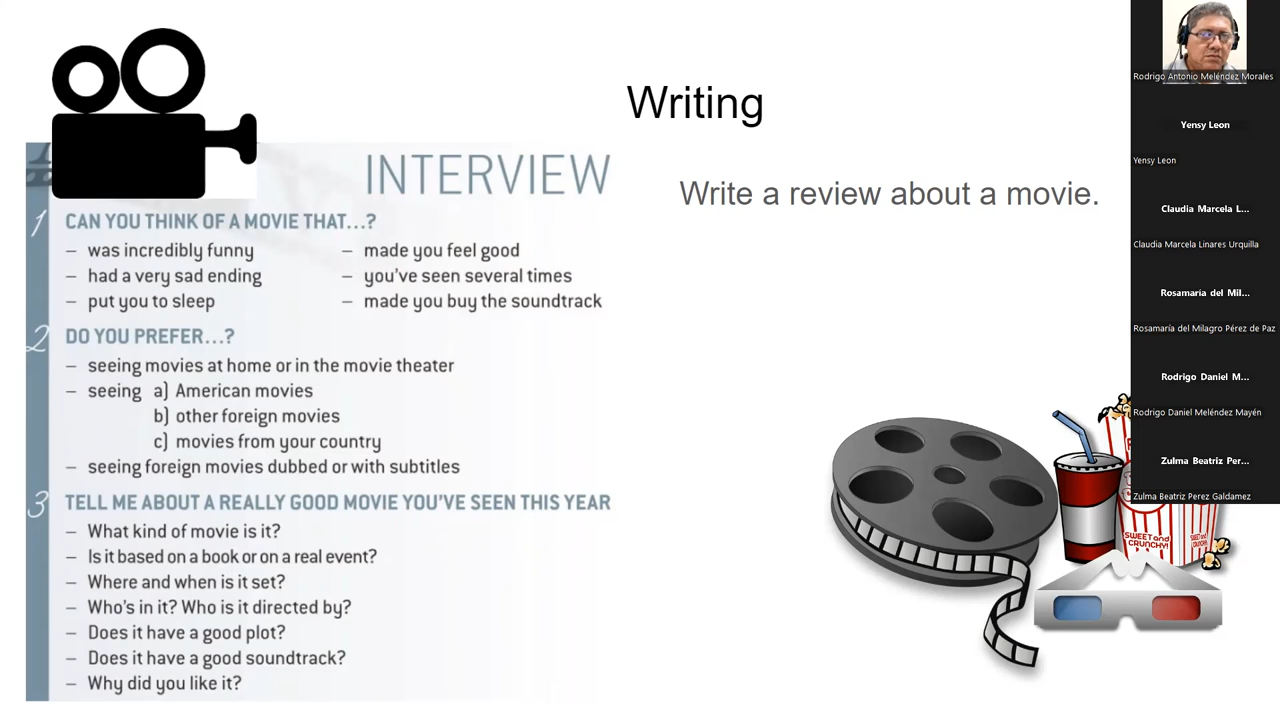 Writing
Write a review about a movie.
INTERVIEW
1 CAN YOU THINK OF A MOVIE THAT...?
– was incredibly funny
– had a very sad ending
– put you to sleep
– made you feel good
– you've seen several times
– made you buy the soundtrack
2 DO YOU PREFER...?
– seeing movies at home or in the movie theater
– seeing a) American movies
b) other foreign movies
c) movies from your country
– seeing foreign movies dubbed or with subtitles
3 TELL ME ABOUT A REALLY GOOD MOVIE YOU'VE SEEN THIS YEAR
– What kind of movie is it?
– Is it based on a book or on a real event?
– Where and when is it set?
– Who's in it? Who is it directed by?
– Does it have a good plot?
– Does it have a good soundtrack?
– Why did you like it?
SWEET and
CRUNCHY!
SWEET and
CRUNCHY!
Rodrigo Antonio Meléndez Morales
Yensy Leon
Yensy Leon
Claudia Marcela L...
Claudia Marcela Linares Urquilla
Rosamaría del Mil...
Rosamaría del Milagro Pérez de Paz
Rodrigo Daniel M...
Rodrigo Daniel Meléndez Mayén
Zulma Beatriz Per...
Zulma Beatriz Perez Galdamez